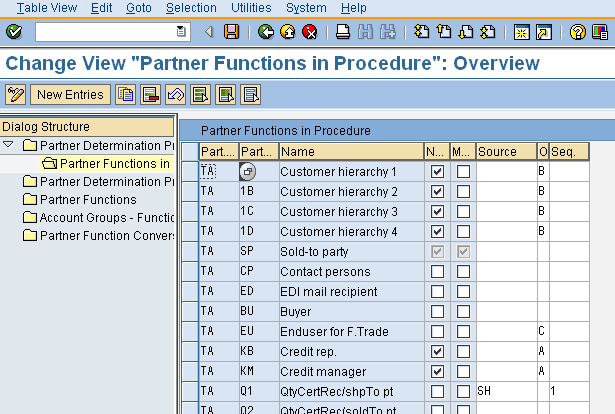 Table View Edit Goto Selection Utilities System Help
Change View "Partner Functions in Procedure": Overview
New Entries
Dialog Structure
Partner Determination Pr
Partner Functions in
Partner Determination Pr
Partner Functions
Account Groups - Functio
Partner Function Convers
Partner Functions in Procedure
Part... Part... Name N... M... Source O Seq.
TA Customer hierarchy 1 B
TA 1B Customer hierarchy 2 B
TA 1C Customer hierarchy 3 B
TA 1D Customer hierarchy 4 B
TA SP Sold-to party
TA CP Contact persons
TA ED EDI mail recipient
TA BU Buyer
TA EU Enduser for F.Trade C
TA KB Credit rep. A
TA KM Credit manager A
TA Q1 QtyCertRec/shpTo pt SH 1
TA Q2 QtyCertRec/soldTo pt